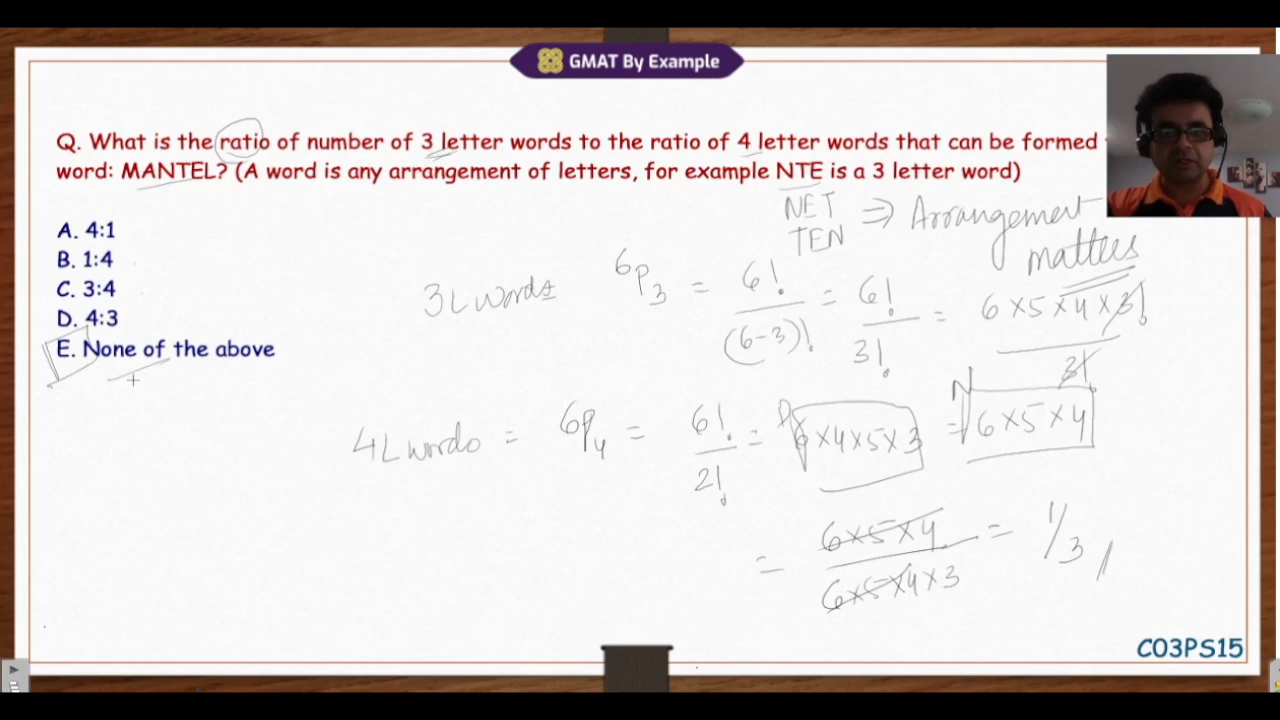 GMAT By Example
Q. What is the ratio of number of 3 letter words to the ratio of 4 letter words that can be formed
word: MANTEL? (A word is any arrangement of letters, for example NTE is a 3 letter word)
A. 4:1
B. 1:4
C. 3:4
D. 4:3
E. None of the above
NET
TEN
⇒ Arrangement
matters
3L words 6p3 = 6! / (6-3)! = 6! / 3! = 6 × 5 × 4 × 3! / 3!
= 6 × 5 × 4
N
4L words = 6p4 = 6! / 2! = 6 × 4 × 5 × 3
= 6×5×4 / 6×5×4×3 = 1/3
C03PS15